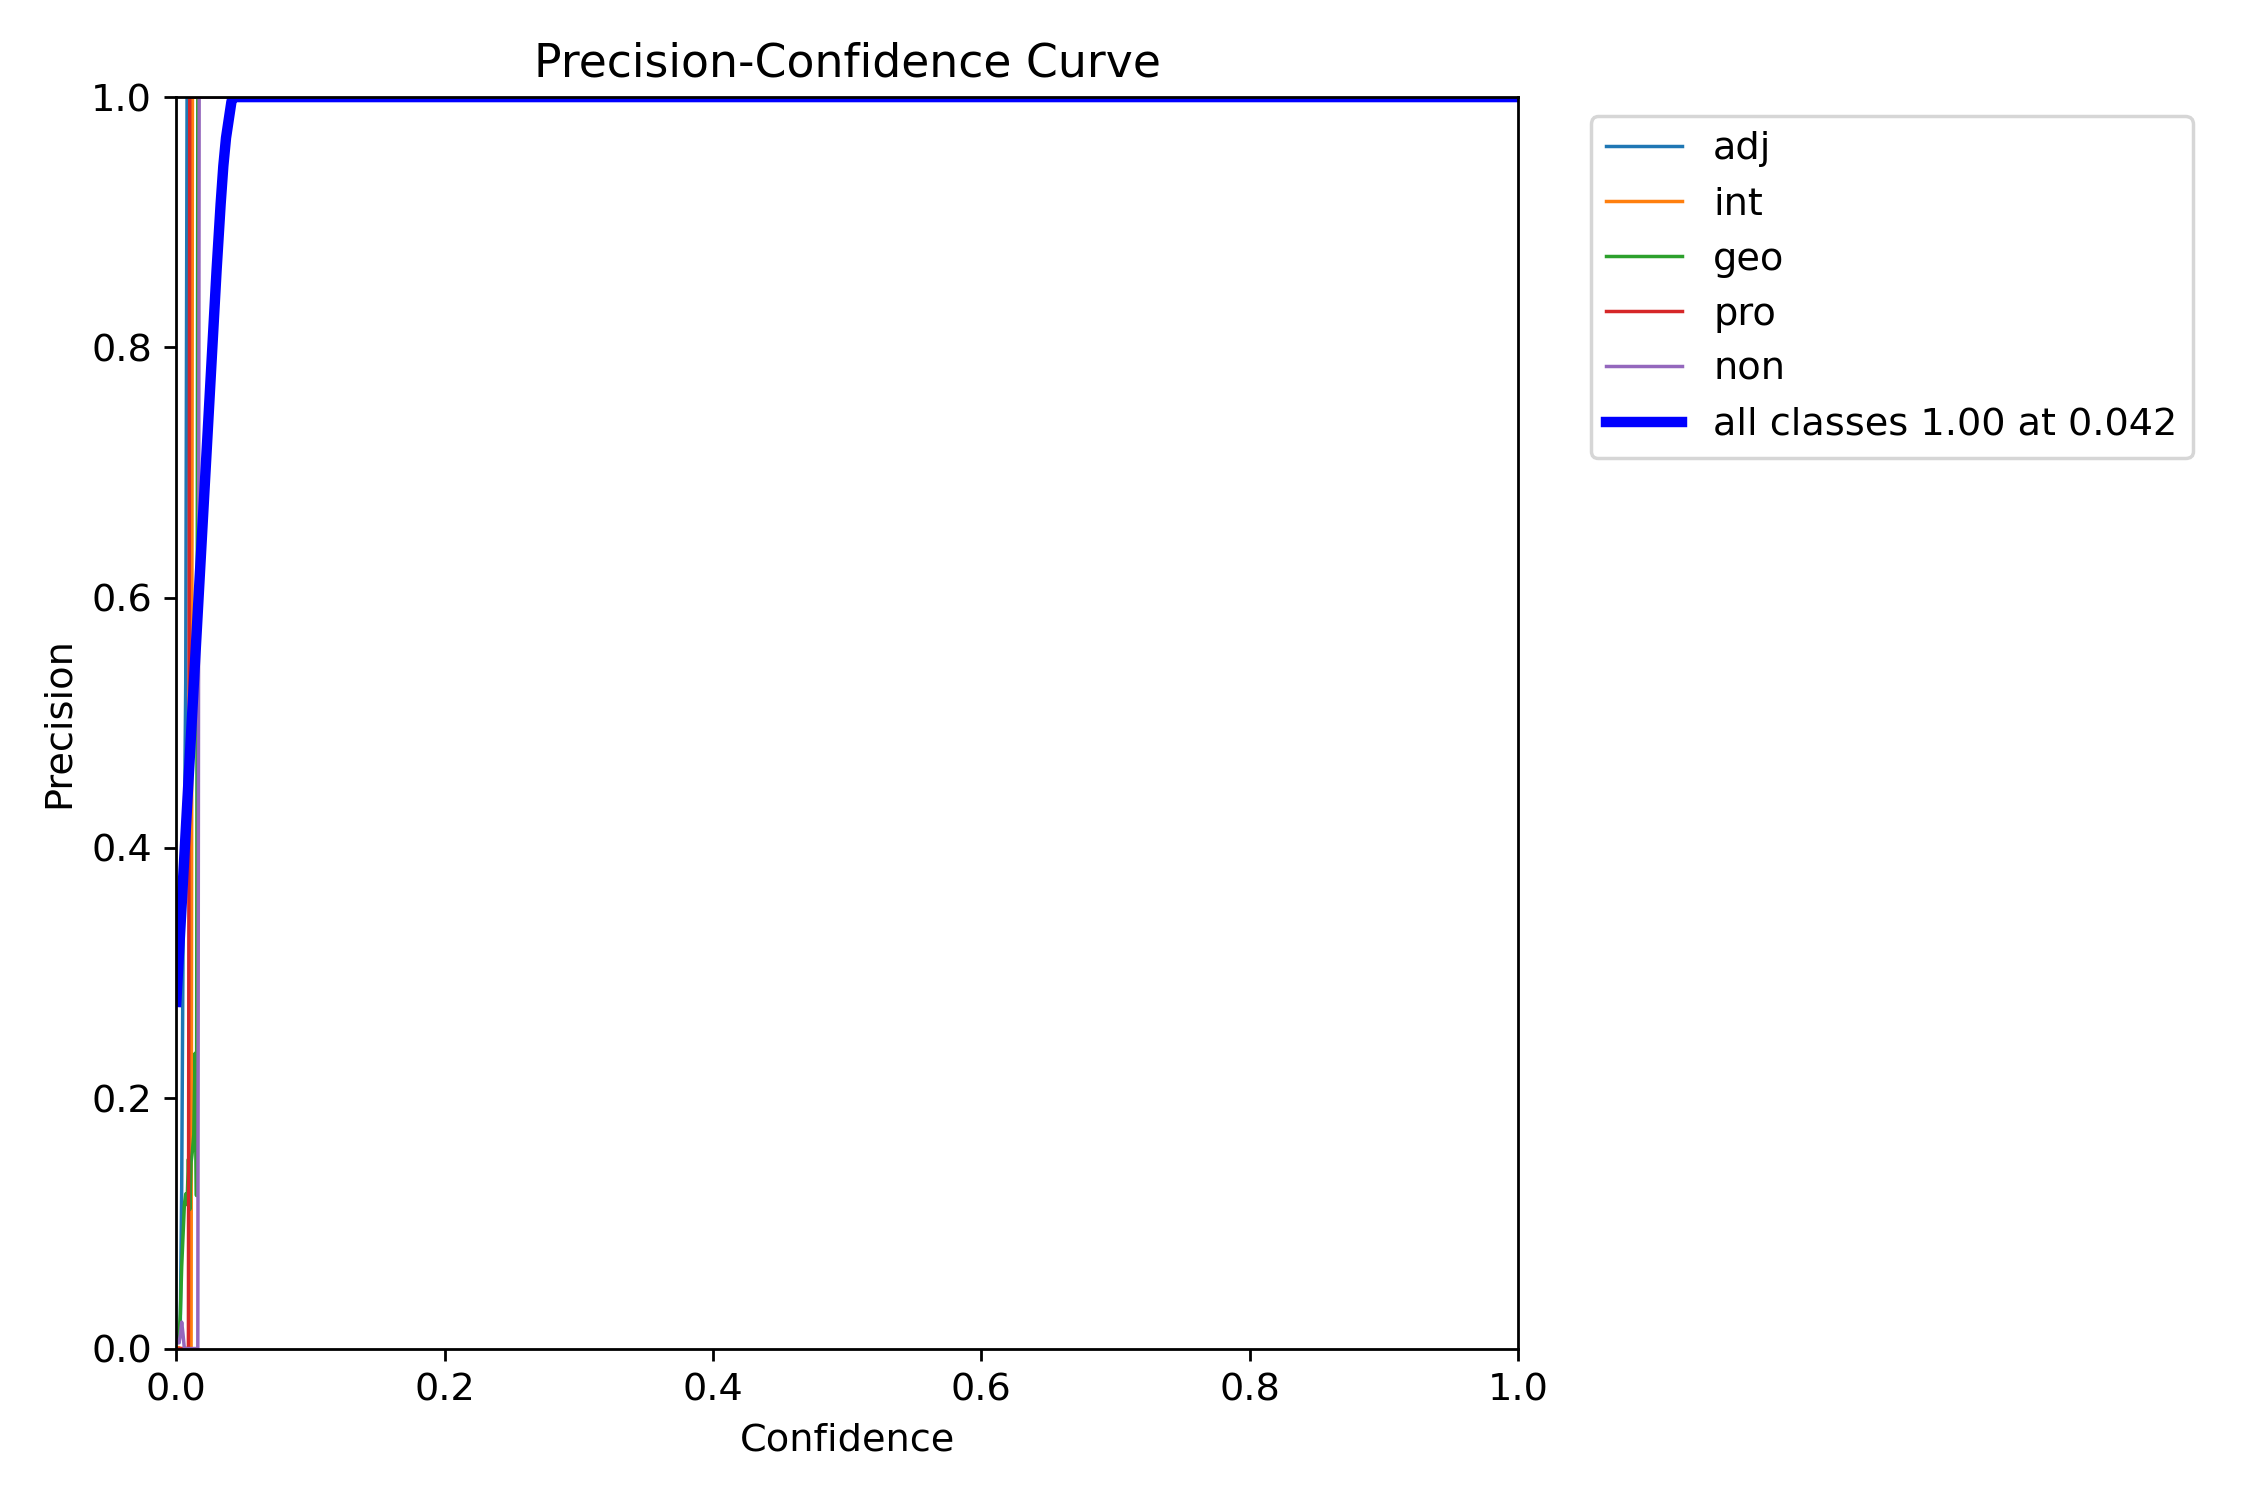 Precision-Confidence Curve
1.0
0.8
0.6
0.4
0.2
0.0
Precision
0.0 0.2 0.4 0.6 0.8 1.0
Confidence
adj
int
geo
pro
non
all classes 1.00 at 0.042